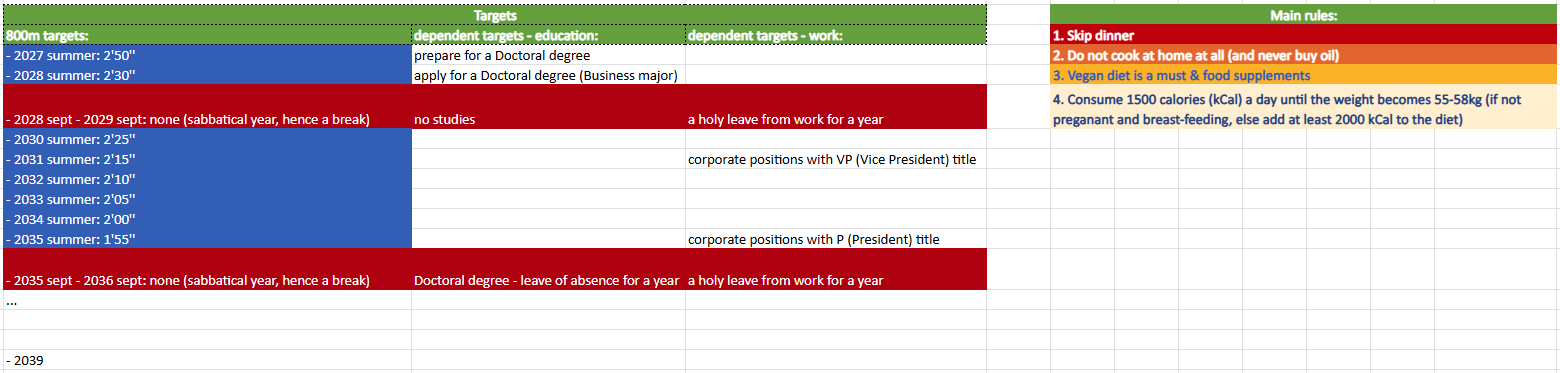 Targets
800m targets: dependent targets - education: dependent targets - work:
- 2027 summer: 2'50" prepare for a Doctoral degree
- 2028 summer: 2'30" apply for a Doctoral degree (Business major)
- 2028 sept - 2029 sept: none (sabbatical year, hence a break) no studies a holy leave from work for a year
- 2030 summer: 2'25"
- 2031 summer: 2'15" corporate positions with VP (Vice President) title
- 2032 summer: 2'10"
- 2033 summer: 2'05"
- 2034 summer: 2'00"
- 2035 summer: 1'55" corporate positions with P (President) title
- 2035 sept - 2036 sept: none (sabbatical year, hence a break) Doctoral degree - leave of absence for a year a holy leave from work for a year
...
- 2039
Main rules:
1. Skip dinner
2. Do not cook at home at all (and never buy oil)
3. Vegan diet is a must & food supplements
4. Consume 1500 calories (kCal) a day until the weight becomes 55-58kg (if not
preganant and breast-feeding, else add at least 2000 kCal to the diet)